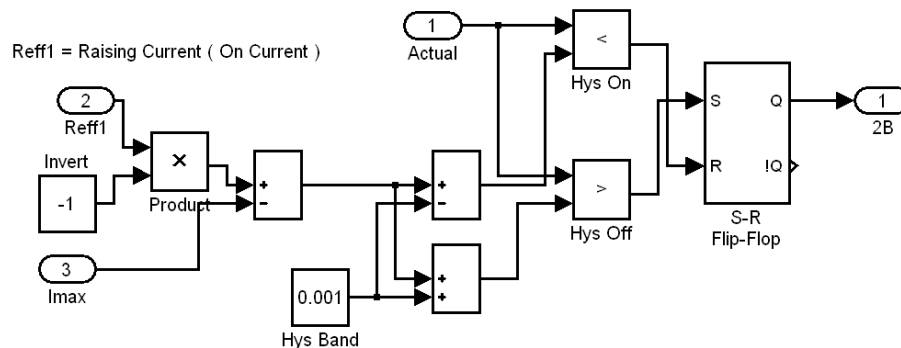 1
Actual
Reff1 = Raising Current ( On Current )
<
Hys On
2
Reff1
Invert
-1
×
Product
+
−
+
−
>
Hys Off
S
Q
R
!Q
S-R
Flip-Flop
1
2B
3
Imax
0.001
Hys Band
+
+